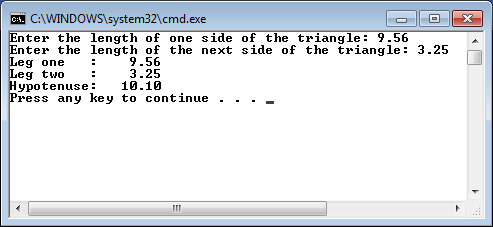 C:\WINDOWS\system32\cmd.exe
Enter the length of one side of the triangle: 9.56
Enter the length of the next side of the triangle: 3.25
Leg one   :    9.56
Leg two   :    3.25
Hypotenuse:   10.10
Press any key to continue . . .